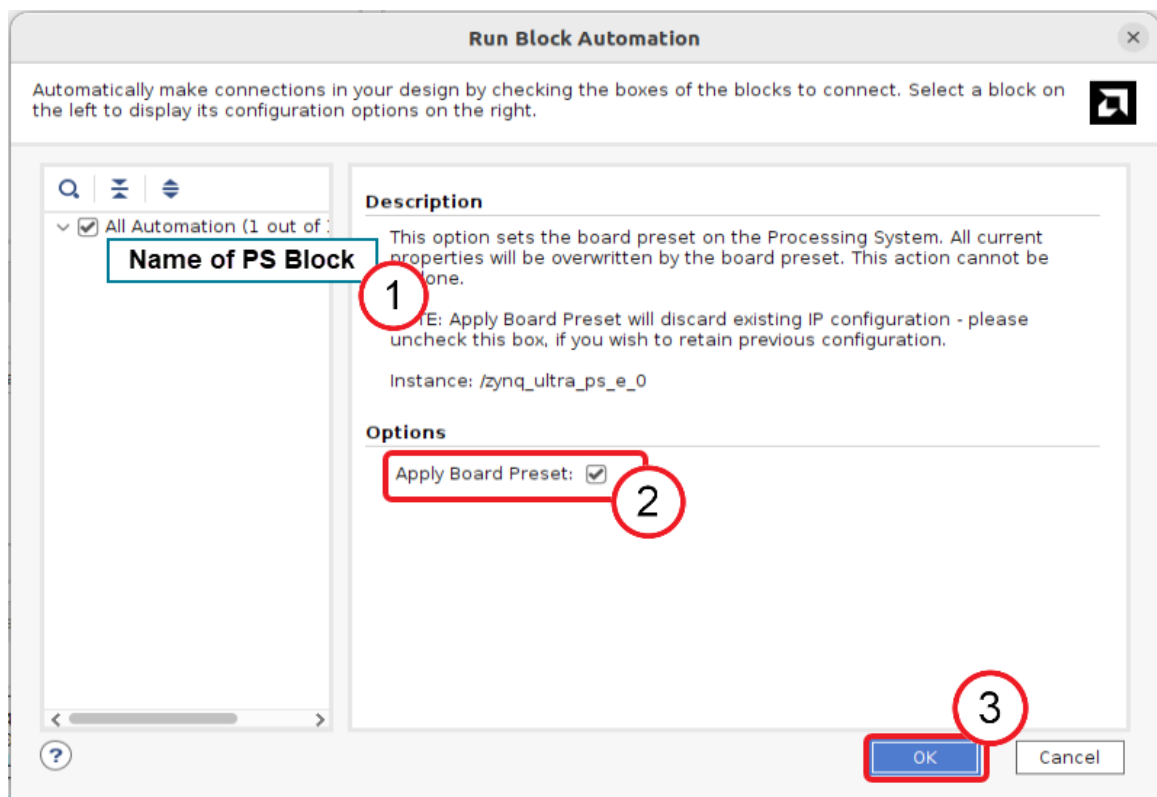 Run Block Automation
Automatically make connections in your design by checking the boxes of the blocks to connect. Select a block on
the left to display its configuration options on the right.
All Automation (1 out of
Name of PS Block
1
Description
This option sets the board preset on the Processing System. All current
properties will be overwritten by the board preset. This action cannot be
one.
TE: Apply Board Preset will discard existing IP configuration - please
uncheck this box, if you wish to retain previous configuration.
Instance: /zynq_ultra_ps_e_0
Options
Apply Board Preset:
2
3
?
OK
Cancel